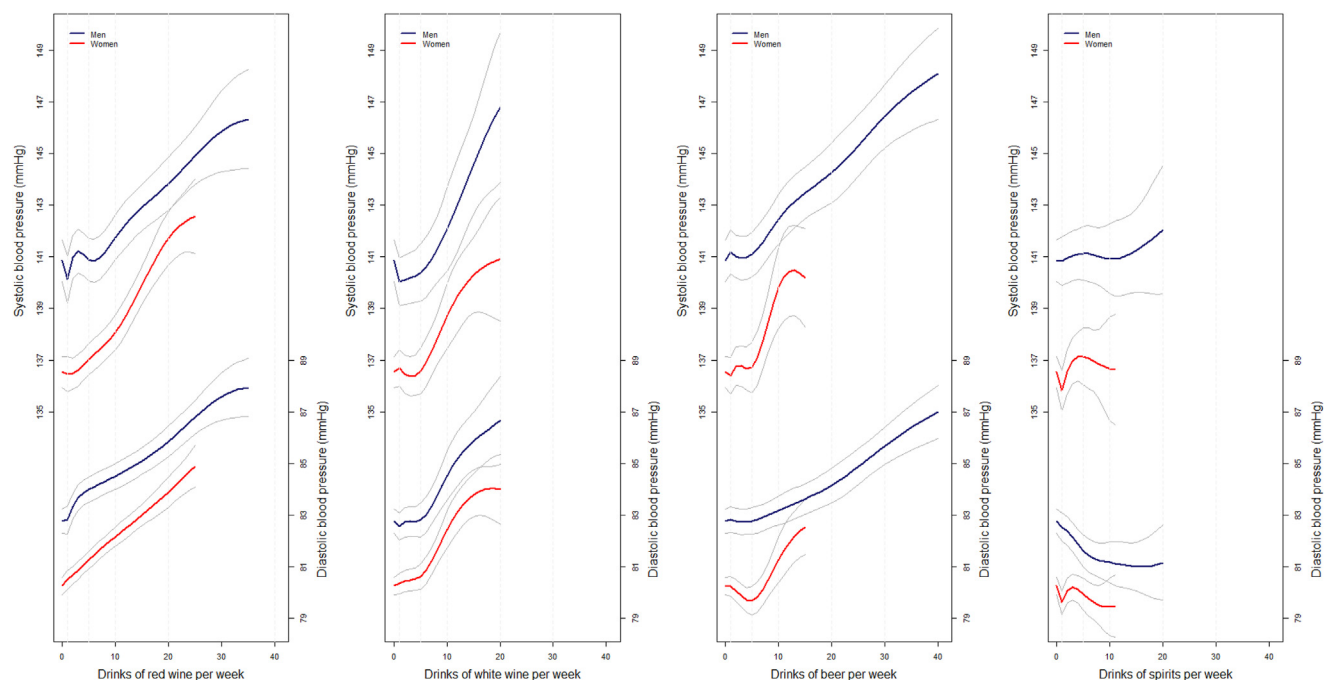 Men
Women
Systolic blood pressure (mmHg)
149
147
145
143
141
139
137
135
89
87
85
83
81
79
Diastolic blood pressure (mmHg)
0 10 20 30 40
Drinks of red wine per week
Men
Women
Systolic blood pressure (mmHg)
149
147
145
143
141
139
137
135
89
87
85
83
81
79
Diastolic blood pressure (mmHg)
0 10 20 30 40
Drinks of white wine per week
Men
Women
Systolic blood pressure (mmHg)
149
147
145
143
141
139
137
135
89
87
85
83
81
79
Diastolic blood pressure (mmHg)
0 10 20 30 40
Drinks of beer per week
Men
Women
Systolic blood pressure (mmHg)
149
147
145
143
141
139
137
135
89
87
85
83
81
79
Diastolic blood pressure (mmHg)
0 10 20 30 40
Drinks of spirits per week